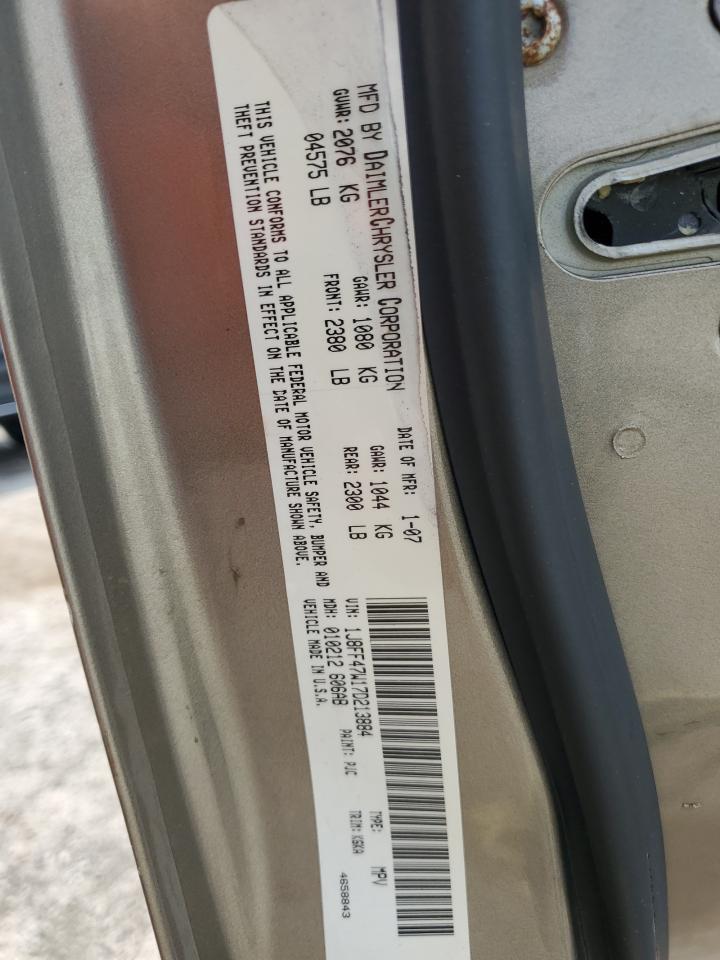 MFD BY DAIMLERCHRYSLER CORPORATION
DATE OF MFR: 1-07
GVWR: 2076 KG
GAWR: 1080 KG
GAWR: 1044 KG
04575 LB
FRONT: 2380 LB
REAR: 2300 LB
THIS VEHICLE CONFORMS TO ALL APPLICABLE FEDERAL MOTOR VEHICLE SAFETY, BUMPER AND
THEFT PREVENTION STANDARDS IN EFFECT ON THE DATE OF MANUFACTURE SHOWN ABOVE.
VIN: 1J8FF47W17D213884
TYPE: MPV
MDH: 010212 606AB
PAINT: PJC
TRIM: K6KA
VEHICLE MADE IN U.S.A.
4658843